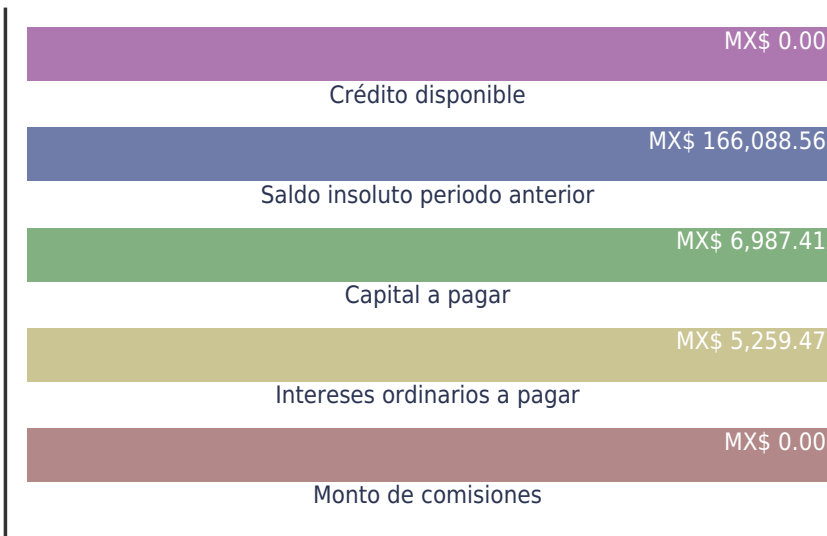 MX$ 0.00
Crédito disponible
MX$ 166,088.56
Saldo insoluto periodo anterior
MX$ 6,987.41
Capital a pagar
MX$ 5,259.47
Intereses ordinarios a pagar
MX$ 0.00
Monto de comisiones